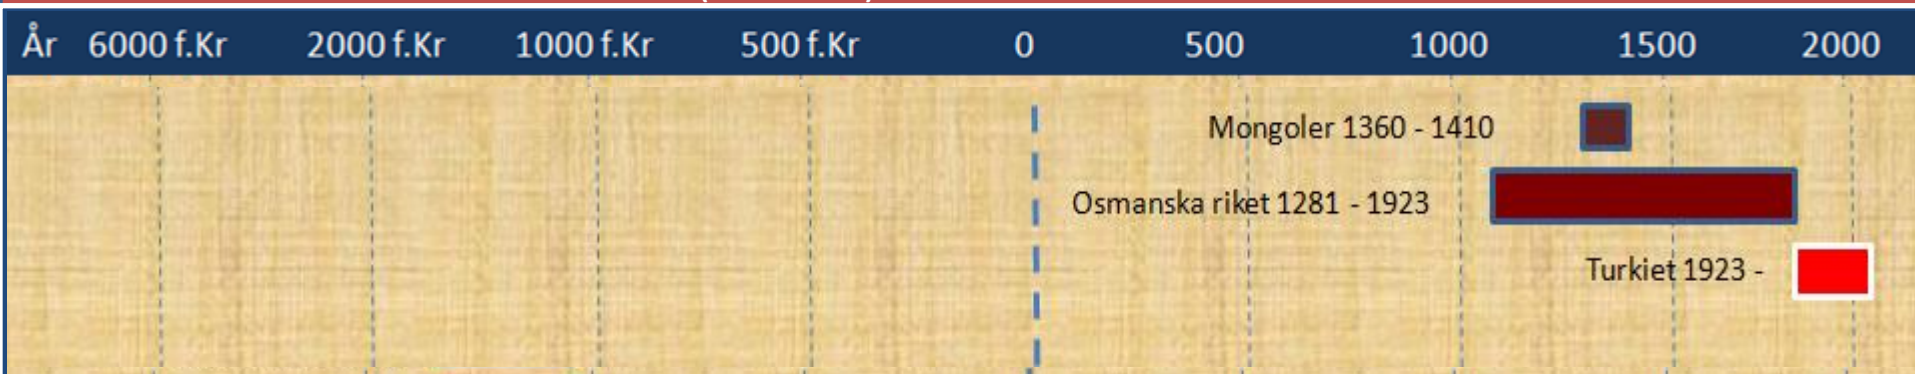 År 6000 f.Kr 2000 f.Kr 1000 f.Kr 500 f.Kr 0 500 1000 1500 2000
Mongoler 1360 - 1410
Osmanska riket 1281 - 1923
Turkiet 1923 -